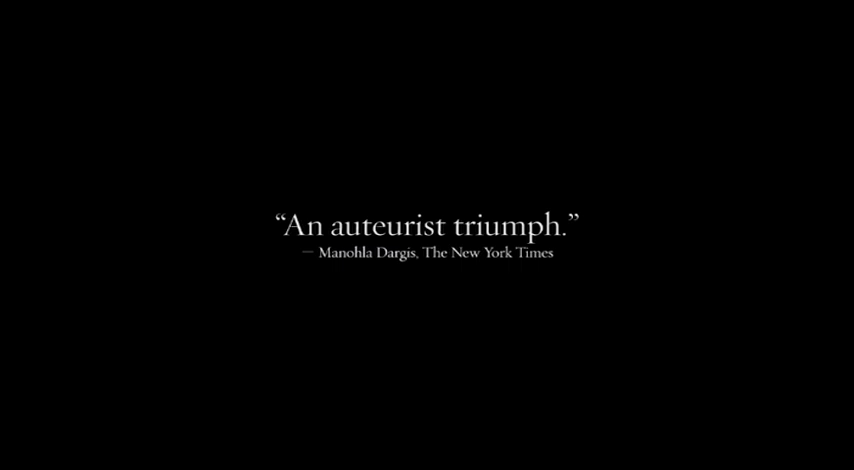 “An auteurist triumph.”
— Manohla Dargis, The New York Times